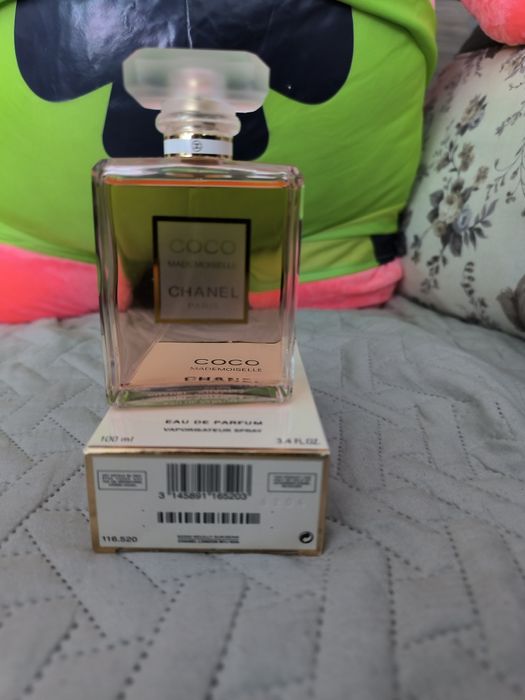 COCO
MADEMOISELLE
CHANEL
PARIS
COCO
MADEMOISELLE
CHANEL
EAU DE PARFUM
VAPORISATEUR SPRAY
100 ml
3.4 FL.OZ.
3 145891 165203
116.520